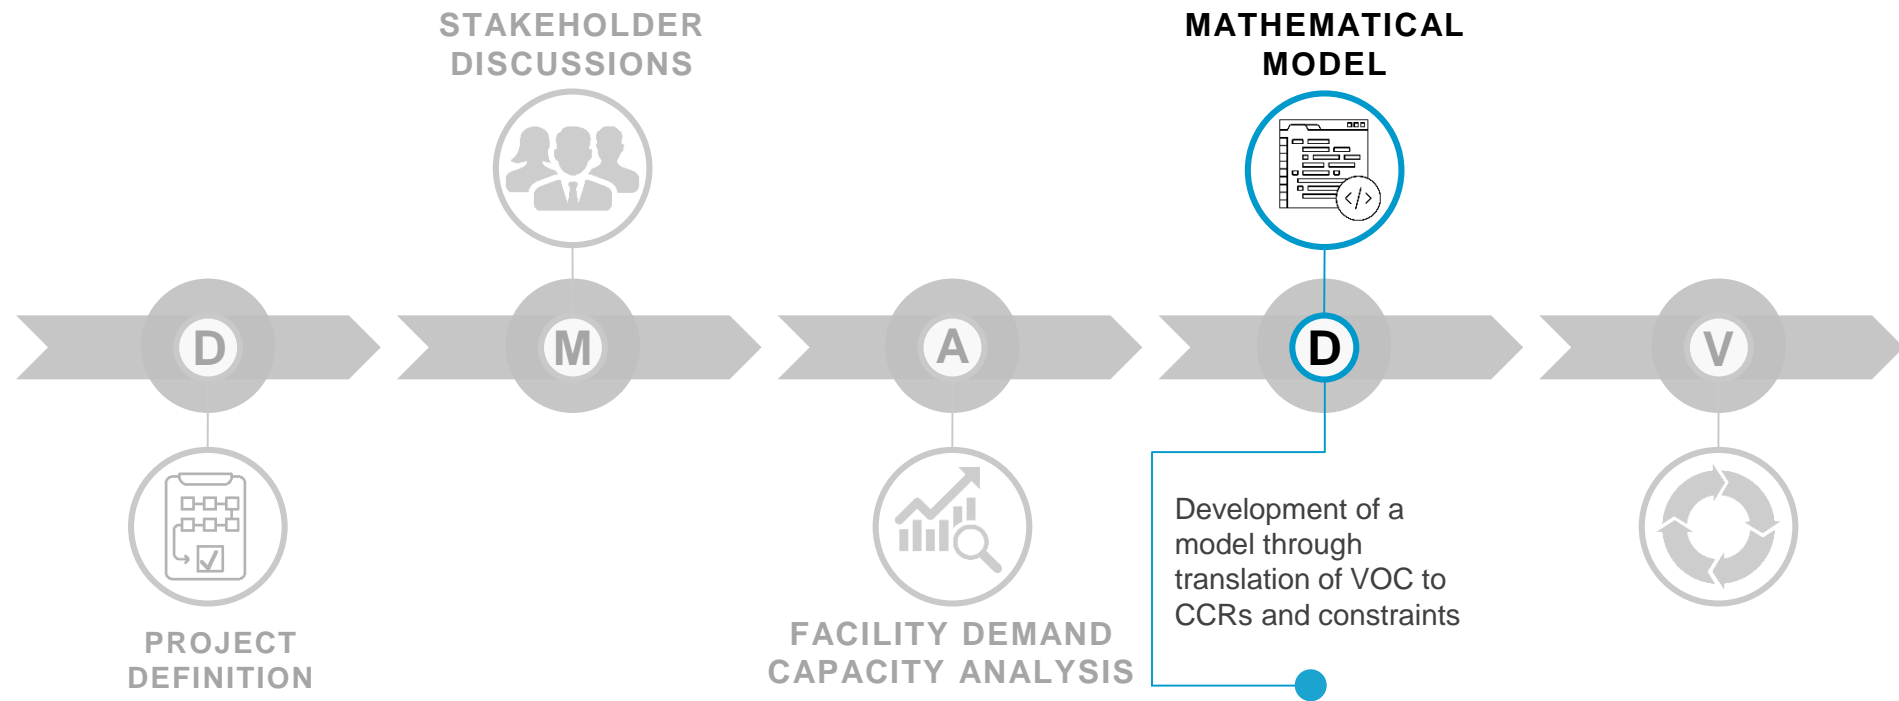 STAKEHOLDER
DISCUSSIONS
MATHEMATICAL
MODEL
</>
D
M
A
D
V
Development of a
model through
translation of VOC to
CCRs and constraints
PROJECT
DEFINITION
FACILITY DEMAND
CAPACITY ANALYSIS